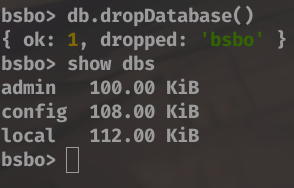 bsbo> db.dropDatabase()
{ ok: 1, dropped: 'bsbo' }
bsbo> show dbs
admin   100.00 KiB
config  108.00 KiB
local   112.00 KiB
bsbo>